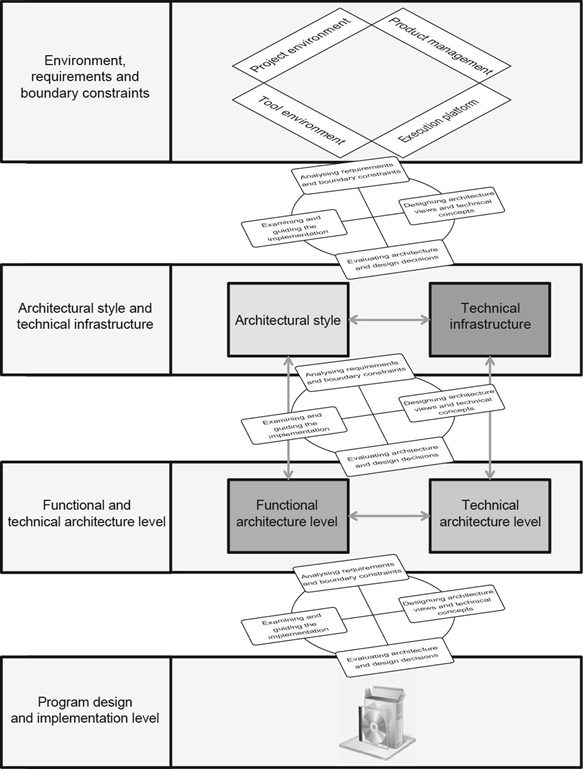 Environment,
requirements and
boundary constraints
Project environment
Product management
Tool environment
Execution platform
Analysing requirements
and boundary constraints
Examining and
guiding the
implementation
Designung architecture
views and technical
concepts
Evaluating architecture
and design decisions
Architectural style and
technical infrastructure
Architectural style
Technical
infrastructure
Analysing requirements
and boundary constraints
Examining and
guiding the
implementation
Designung architecture
views and technical
concepts
Evaluating architecture
and design decisions
Functional and
technical architecture level
Functional
architecture level
Technical
architecture level
Analysing requirements
and boundary constraints
Examining and
guiding the
implementation
Designung architecture
views and technical
concepts
Evaluating architecture
and design decisions
Program design
and implementation level